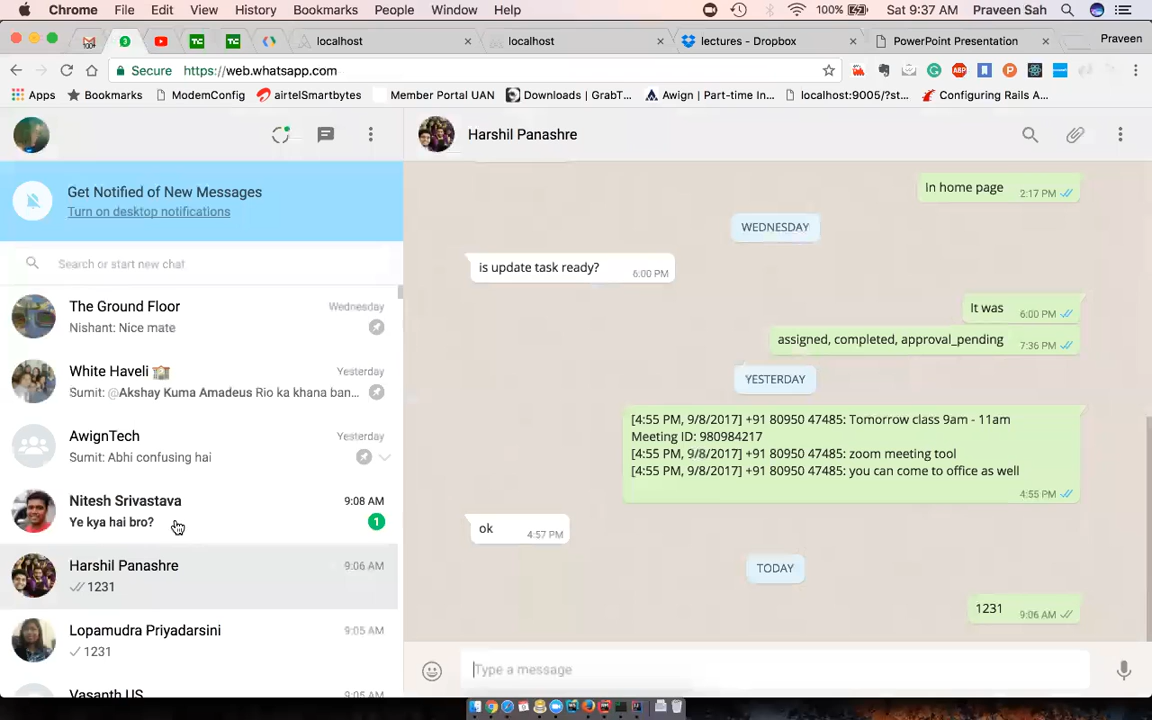 Chrome File Edit View History Bookmarks People Window Help 100% Sat 9:37 AM Praveen Sah
3 localhost × localhost × lectures - Dropbox × PowerPoint Presentation × Praveen
Secure https://web.whatsapp.com
Apps Bookmarks ModemConfig airtelSmartbytes Member Portal UAN Downloads | GrabT... Awign | Part-time In... localhost:9005/?st... Configuring Rails A...
Get Notified of New Messages
Turn on desktop notifications
Search or start new chat
The Ground Floor Wednesday
Nishant: Nice mate
White Haveli 🏫 Yesterday
Sumit: @Akshay Kuma Amadeus Rio ka khana ban...
AwignTech Yesterday
Sumit: Abhi confusing hai
Nitesh Srivastava 9:08 AM
Ye kya hai bro? 1
Harshil Panashre 9:06 AM
1231
Lopamudra Priyadarsini 9:05 AM
1231
Vasanth US 9:05 AM
Harshil Panashre
In home page 2:17 PM
WEDNESDAY
is update task ready? 6:00 PM
It was 6:00 PM
assigned, completed, approval_pending 7:36 PM
YESTERDAY
[4:55 PM, 9/8/2017] +91 80950 47485: Tomorrow class 9am - 11am
Meeting ID: 980984217
[4:55 PM, 9/8/2017] +91 80950 47485: zoom meeting tool
[4:55 PM, 9/8/2017] +91 80950 47485: you can come to office as well
4:55 PM
ok 4:57 PM
TODAY
1231 9:06 AM
Type a message